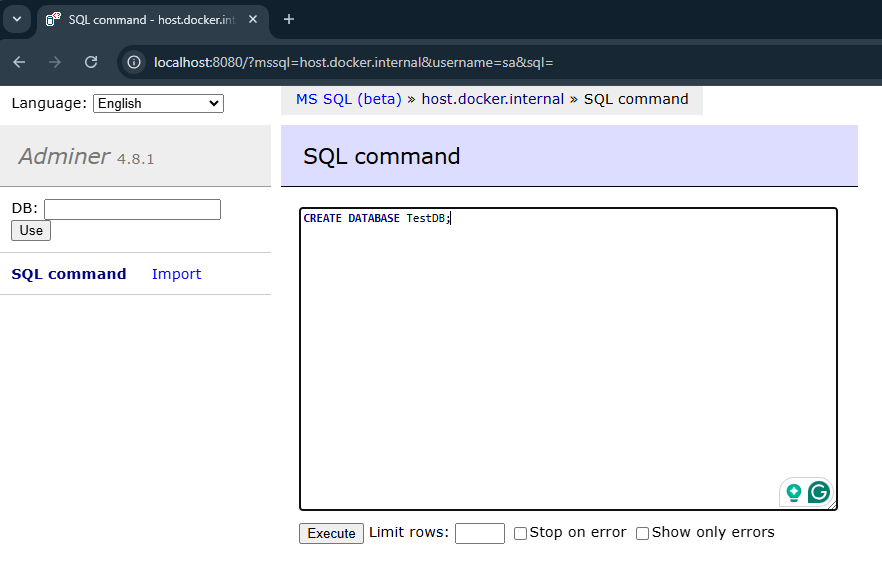 SQL command - host.docker.int
localhost:8080/?mssql=host.docker.internal&username=sa&sql=
Language: English
MS SQL (beta) » host.docker.internal » SQL command
Adminer 4.8.1
SQL command
DB:
Use
SQL command Import
CREATE DATABASE TestDB;
Execute Limit rows: Stop on error Show only errors